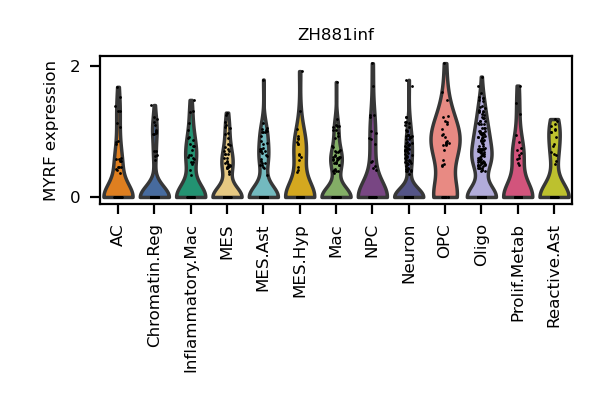 ZH881inf
MYRF expression
2
0
AC
Chromatin.Reg
Inflammatory.Mac
MES
MES.Ast
MES.Hyp
Mac
NPC
Neuron
OPC
Oligo
Prolif.Metab
Reactive.Ast